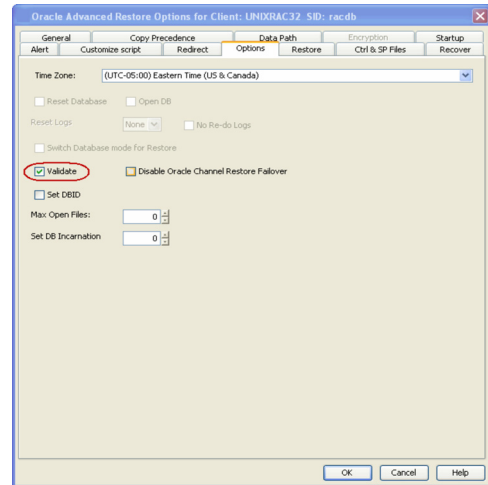 Oracle Advanced Restore Options for Client: UNIXRAC32 SID: racdb
General Copy Precedence Data Path Encryption Startup
Alert Customize script Redirect Options Restore Ctrl & SP Files Recover
Time Zone: (UTC-05:00) Eastern Time (US & Canada)
Reset Database Open DB
Reset Logs None No Re-do Logs
Switch Database mode for Restore
Validate Disable Oracle Channel Restore Failover
Set DBID
Max Open Files: 0
Set DB Incarnation 0
OK Cancel Help